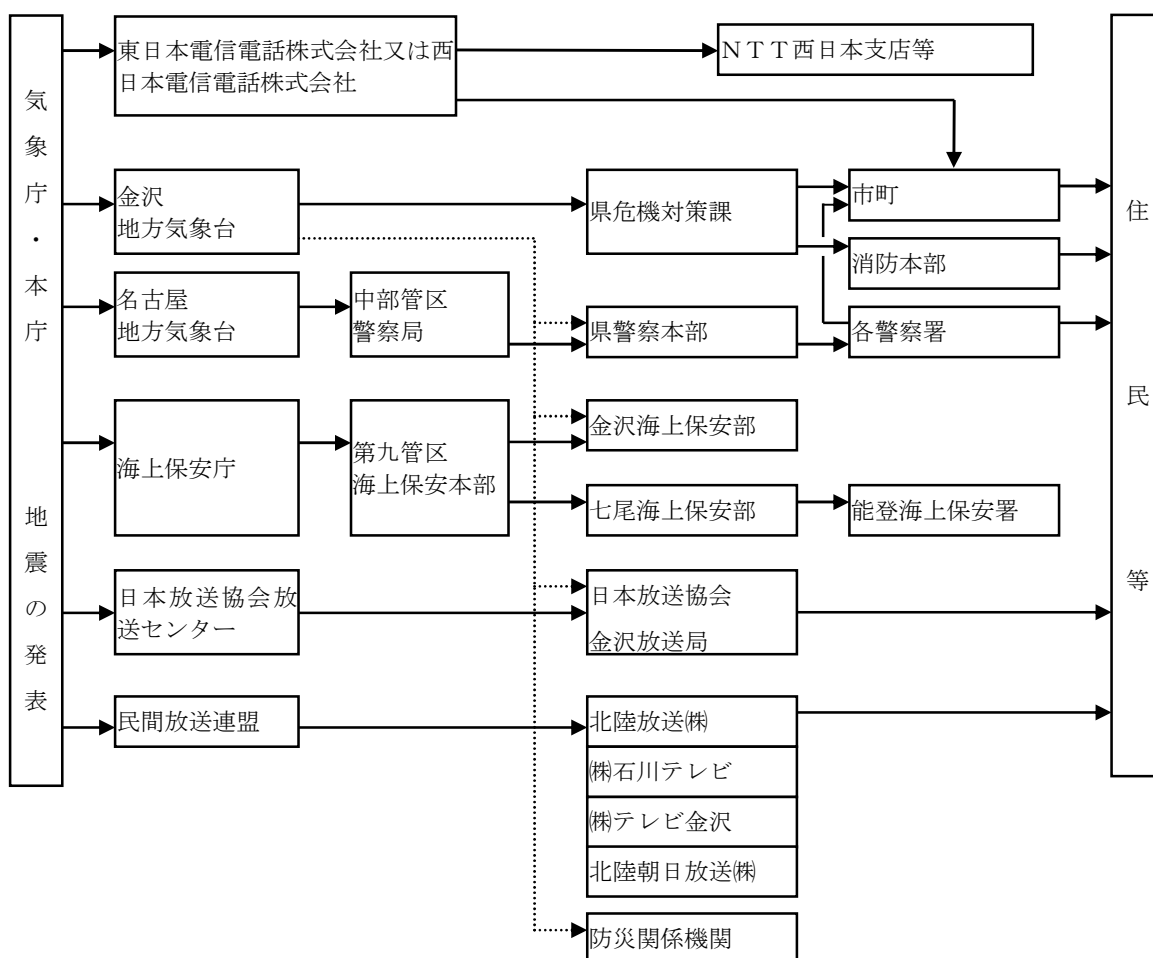 気象庁・本庁　地震の発表
東日本電信電話株式会社又は西
日本電信電話株式会社
ＮＴＴ西日本支店等
金沢
地方気象台
県危機対策課
市町
消防本部
名古屋
地方気象台
中部管区
警察局
県警察本部
各警察署
海上保安庁
第九管区
海上保安本部
金沢海上保安部
七尾海上保安部
能登海上保安署
日本放送協会放
送センター
日本放送協会
金沢放送局
民間放送連盟
北陸放送㈱
㈱石川テレビ
㈱テレビ金沢
北陸朝日放送㈱
防災関係機関
住民等